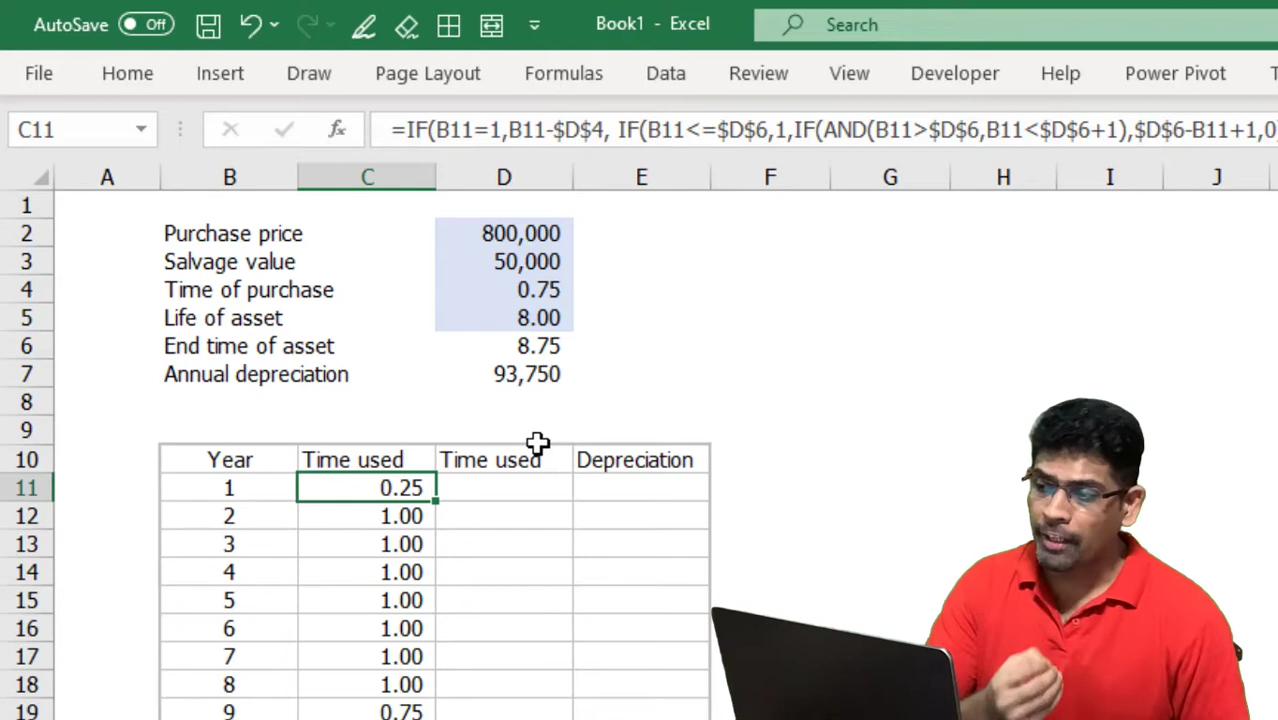 AutoSave Off Book1 - Excel Search
File Home Insert Draw Page Layout Formulas Data Review View Developer Help Power Pivot
C11 fx =IF(B11=1,B11-$D$4, IF(B11<=$D$6,1,IF(AND(B11>$D$6,B11<$D$6+1),$D$6-B11+1,0)
A B C D E F G H I J
1
2 Purchase price 800,000
3 Salvage value 50,000
4 Time of purchase 0.75
5 Life of asset 8.00
6 End time of asset 8.75
7 Annual depreciation 93,750
8
9
10 Year Time used Time used Depreciation
11 1 0.25
12 2 1.00
13 3 1.00
14 4 1.00
15 5 1.00
16 6 1.00
17 7 1.00
18 8 1.00
19 9 0.75